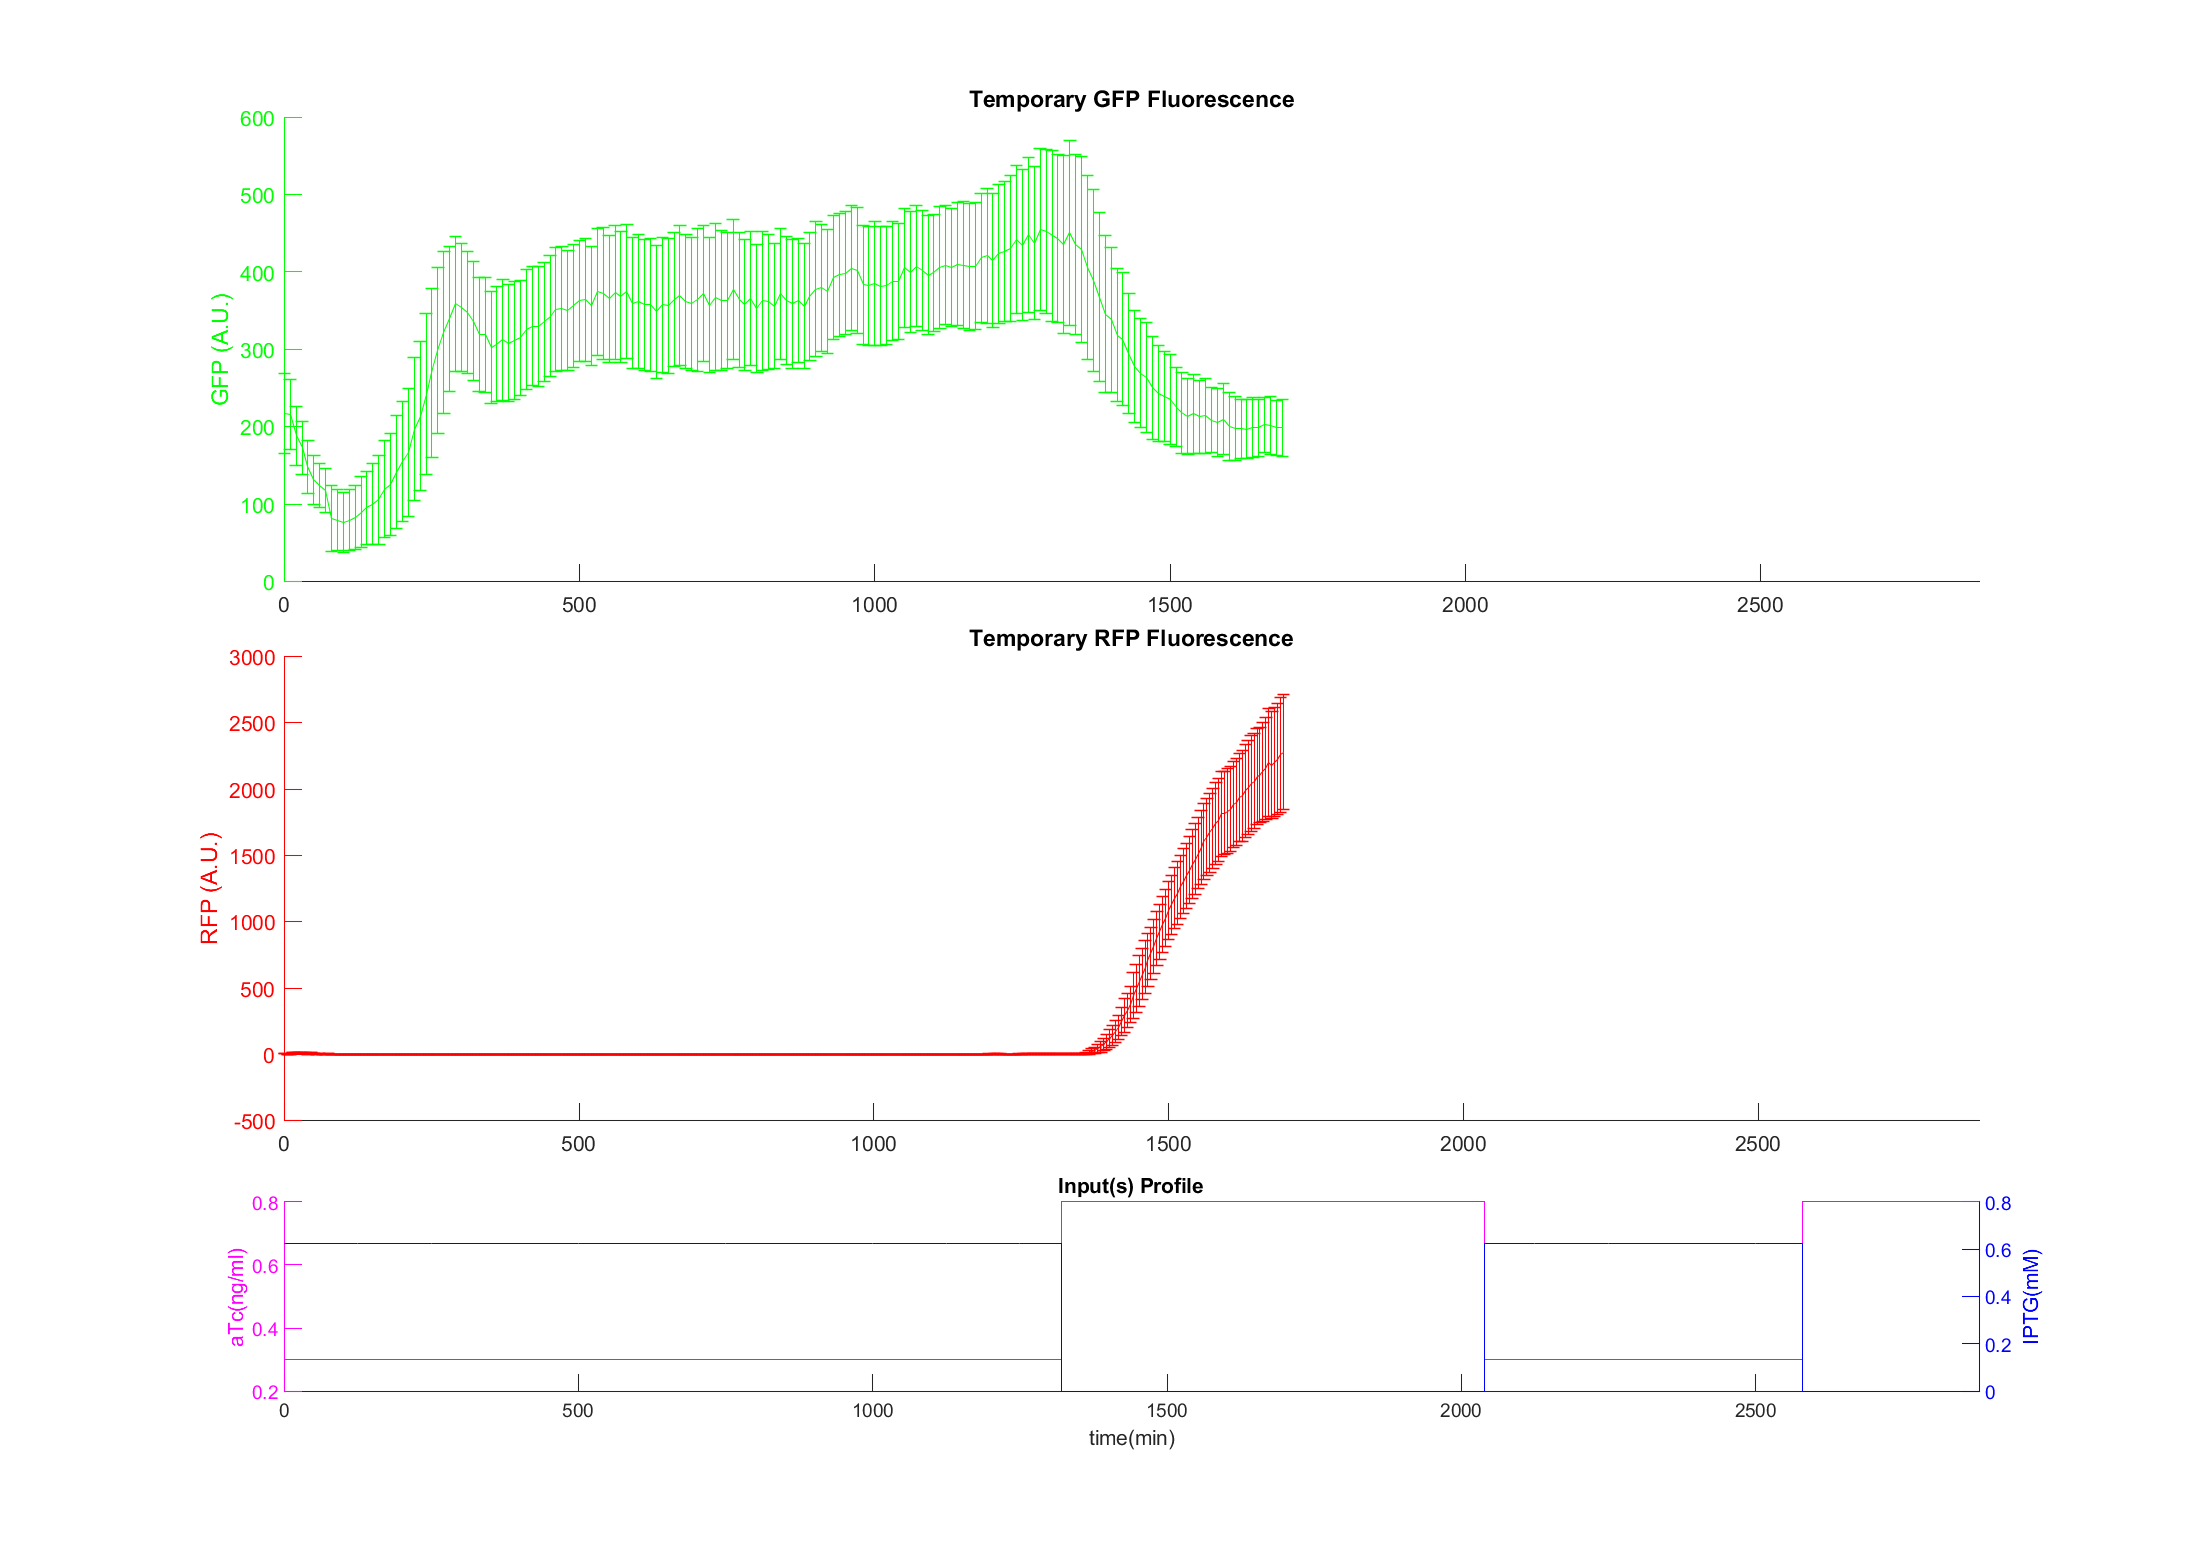 Temporary GFP Fluorescence
600
500
400
300
200
100
0
GFP (A.U.)
0 500 1000 1500 2000 2500
Temporary RFP Fluorescence
3000
2500
2000
1500
1000
500
0
-500
RFP (A.U.)
0 500 1000 1500 2000 2500
Input(s) Profile
0.8
0.6
0.4
0.2
aTc(ng/ml)
0.8
0.6
0.4
0.2
0
IPTG(mM)
0 500 1000 1500 2000 2500
time(min)